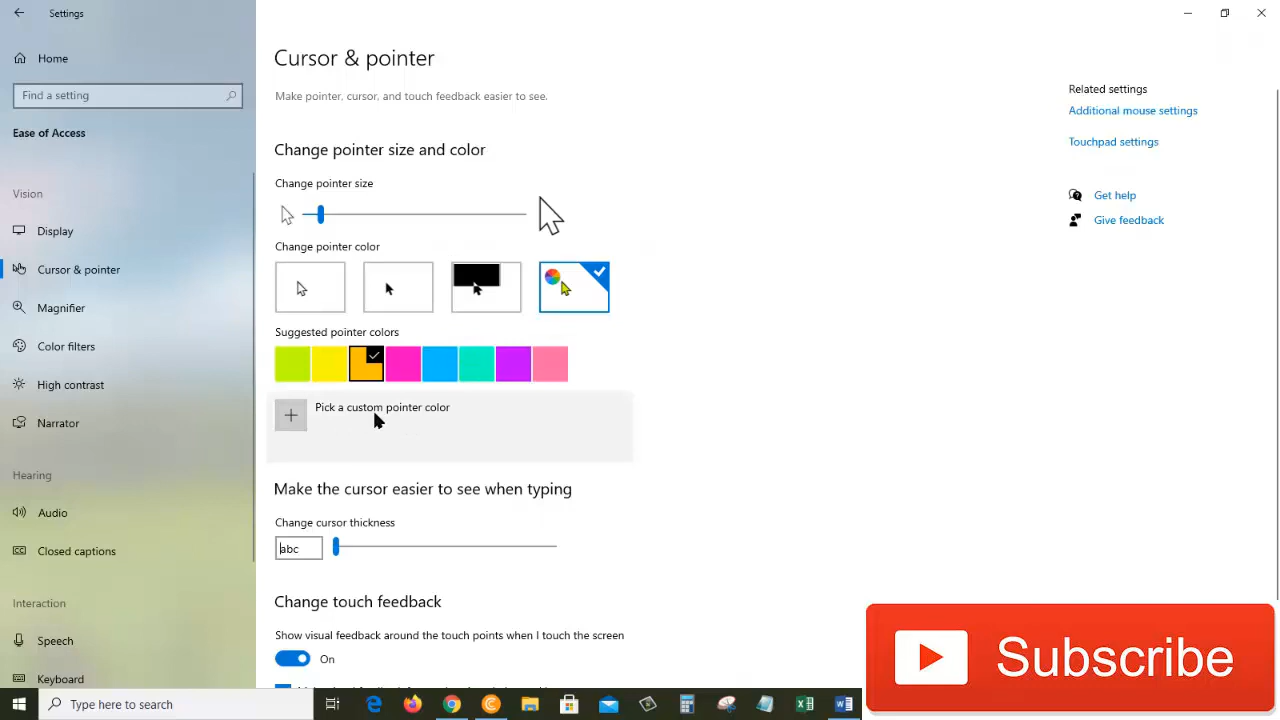 Settings
Home
Find a setting
Ease of Access
Vision
Display
Cursor & pointer
Magnifier
Color filters
High contrast
Narrator
Hearing
Audio
Closed captions
Interaction
Speech
Keyboard
Cursor & pointer
Make pointer, cursor, and touch feedback easier to see.
Change pointer size and color
Change pointer size
Change pointer color
Suggested pointer colors
Pick a custom pointer color
Make the cursor easier to see when typing
Change cursor thickness
abc
Change touch feedback
Show visual feedback around the touch points when I touch the screen
On
Related settings
Additional mouse settings
Touchpad settings
Get help
Give feedback
Subscribe
Type here to search